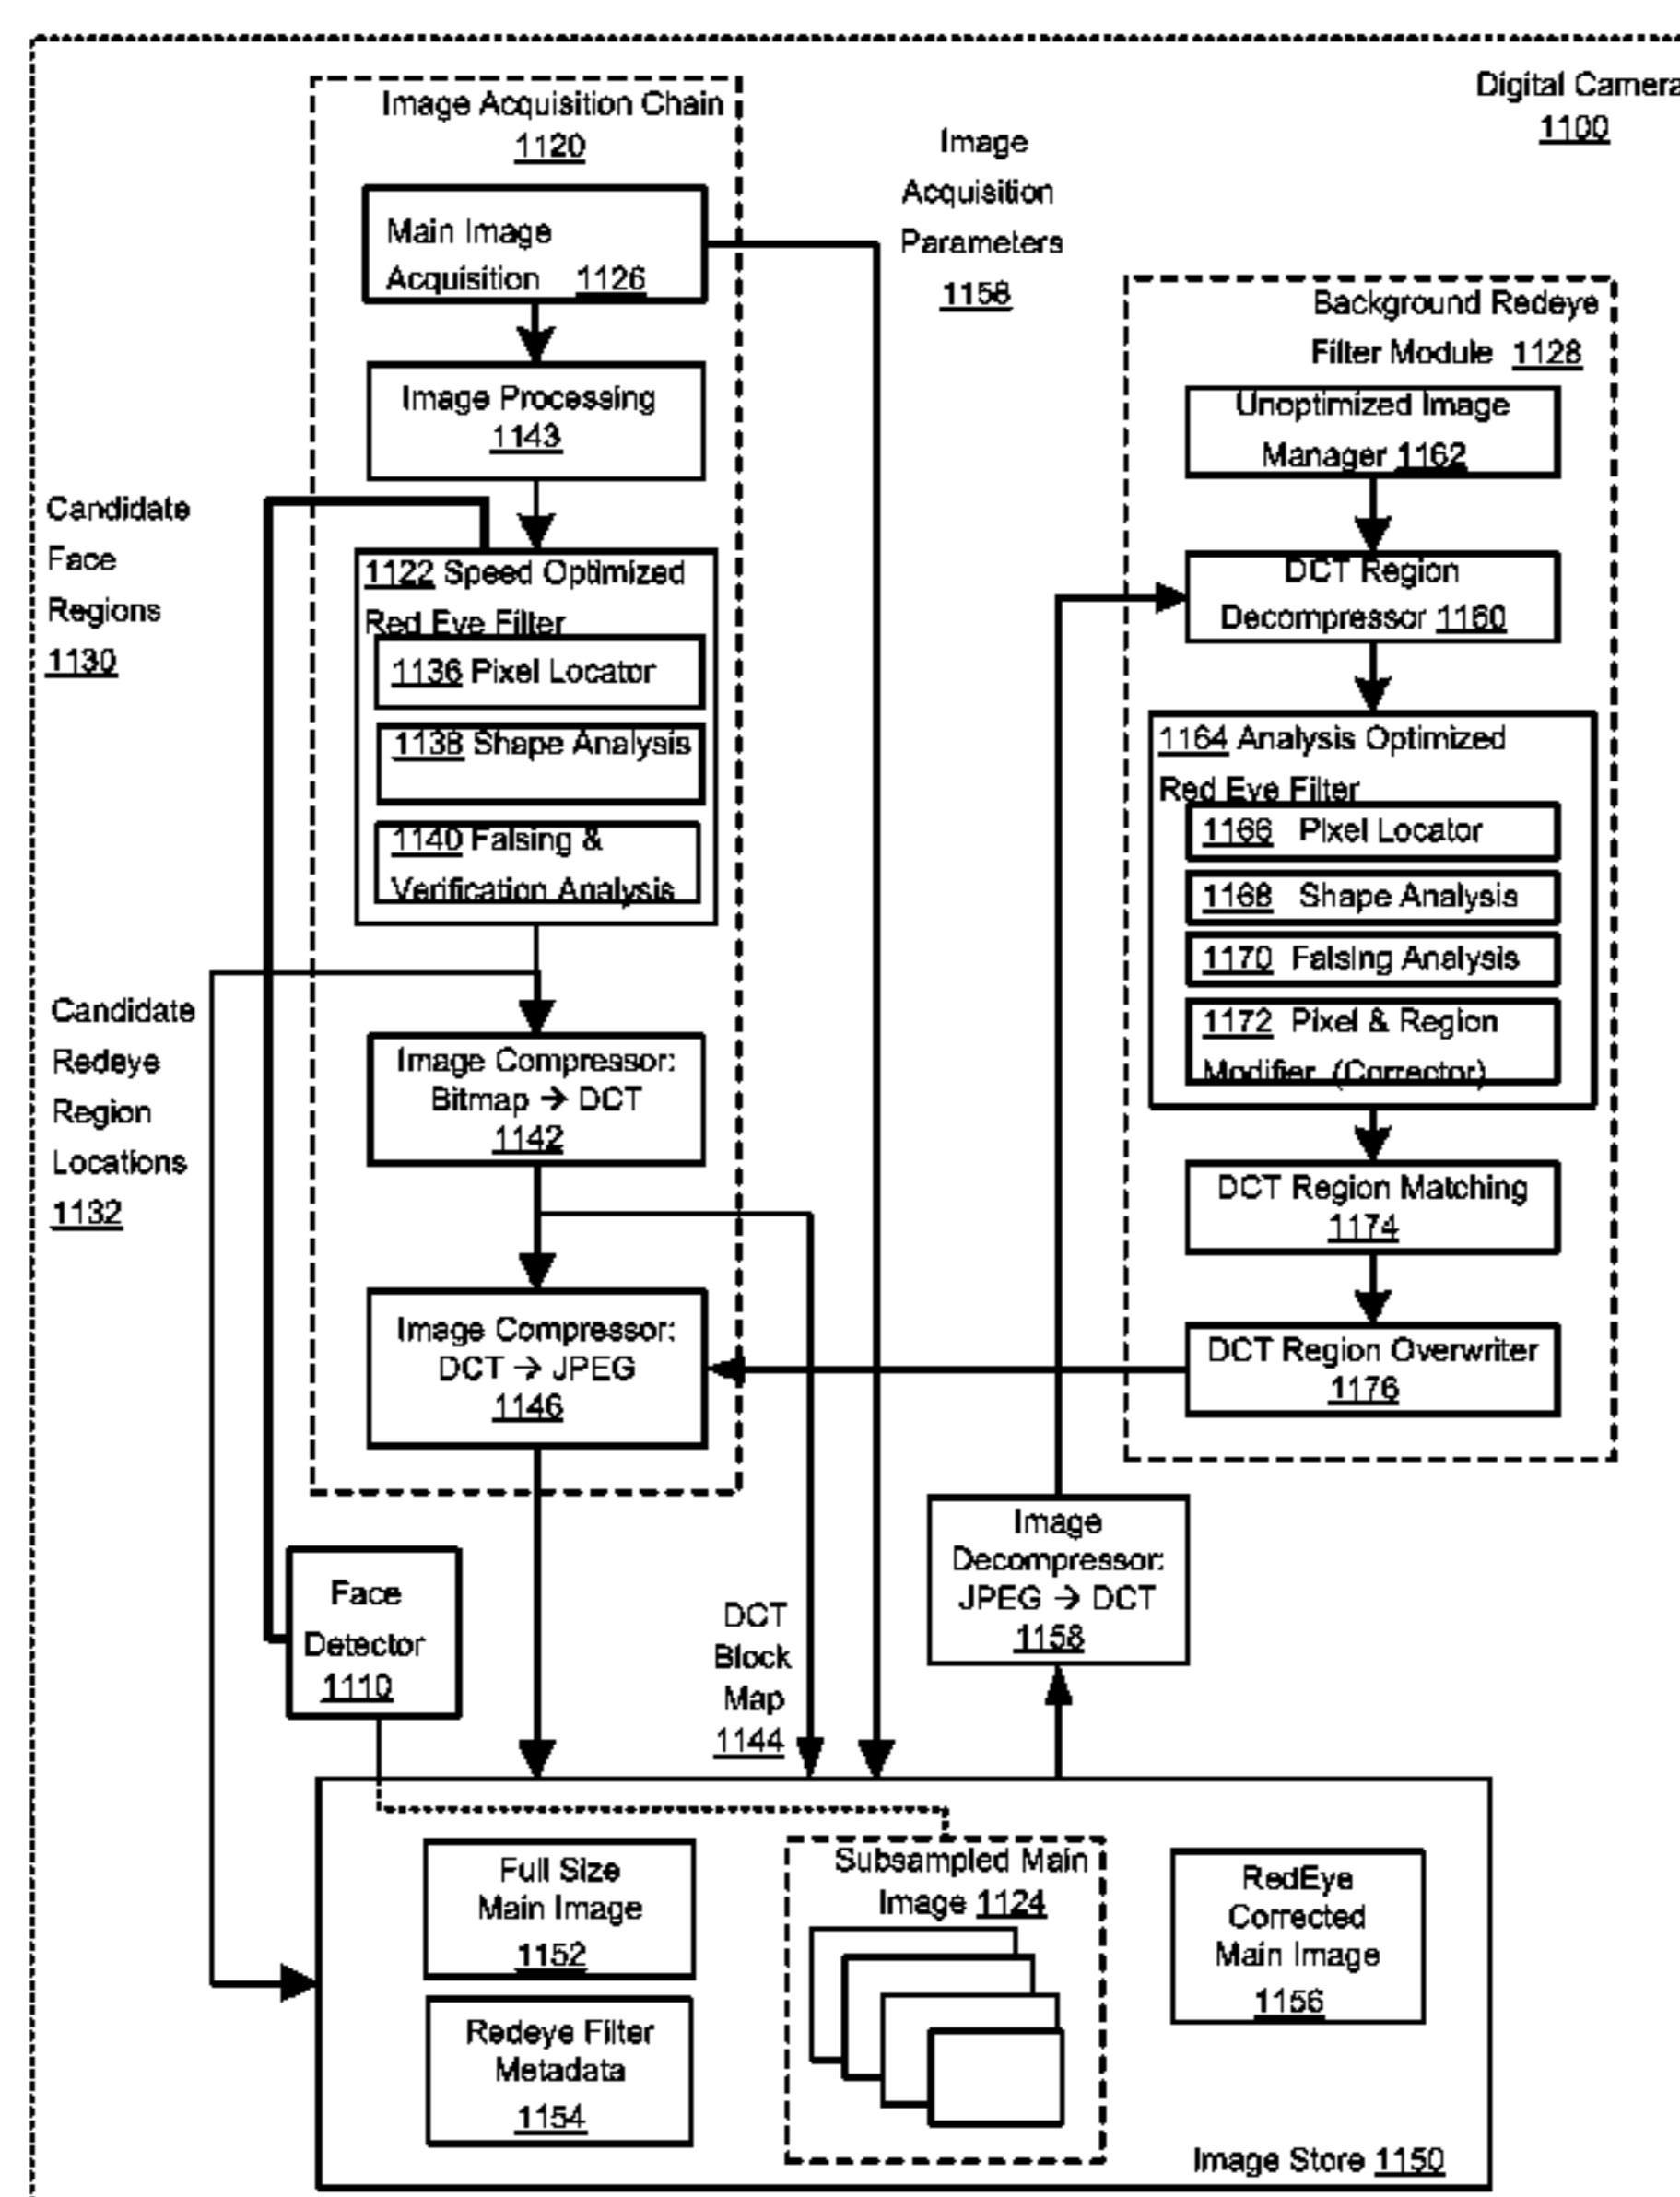 Digital Camera
1100
Image Acquisition Chain
1120
Main Image
Acquisition 1126
Image Processing
1143
1122 Speed Optimized
Red Eye Filter
1136 Pixel Locator
1138 Shape Analysis
1140 Falsing &
Verification Analysis
Image Compressor:
Bitmap → DCT
1142
Image Compressor:
DCT → JPEG
1146
Candidate
Face
Regions
1130
Candidate
Redeye
Region
Locations
1132
Image
Acquisition
Parameters
1158
Background Redeye
Filter Module 1128
Unoptimized Image
Manager 1162
DCT Region
Decompressor 1160
1164 Analysis Optimized
Red Eye Filter
1166 Pixel Locator
1168 Shape Analysis
1170 Falsing Analysis
1172 Pixel & Region
Modifier (Corrector)
DCT Region Matching
1174
DCT Region Overwriter
1176
Face
Detector
1110
DCT
Block
Map
1144
Image
Decompressor:
JPEG → DCT
1158
Full Size
Main Image
1152
Redeye Filter
Metadata
1154
Subsampled Main
Image 1124
RedEye
Corrected
Main Image
1156
Image Store 1150